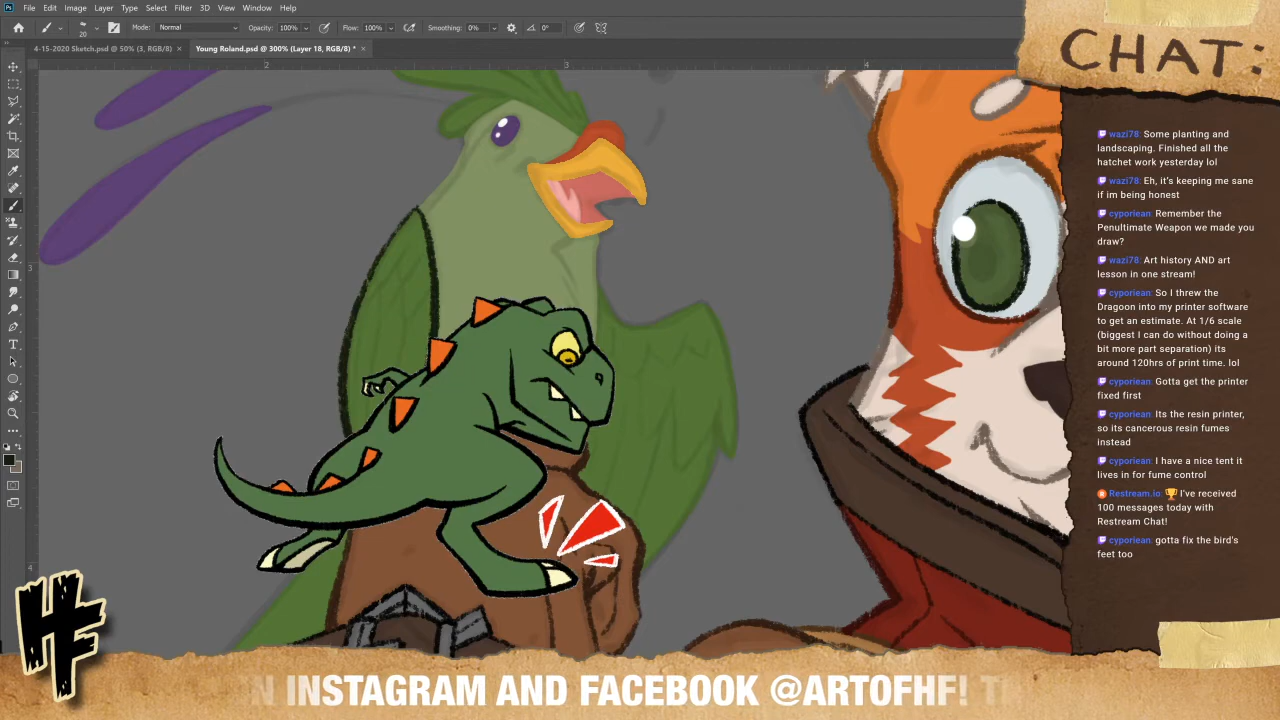 File Edit Image Layer Type Select Filter 3D View Window Help
20 Mode: Normal Opacity: 100% Flow: 100% Smoothing: 0% 0°
4-15-2020 Sketch.psd @ 50% (3, RGB/8) × Young Roland.psd @ 300% (Layer 18, RGB/8) * ×
2 3 4
3
4
CHAT:
wazi78: Some planting and
landscaping. Finished all the
hatchet work yesterday lol
wazi78: Eh, it's keeping me sane
if im being honest
cyporiean: Remember the
Penultimate Weapon we made you
draw?
wazi78: Art history AND art
lesson in one stream!
cyporiean: So I threw the
Dragoon into my printer software
to get an estimate. At 1/6 scale
(biggest I can do without doing a
bit more part separation) its
around 120hrs of print time. lol
cyporiean: Gotta get the printer
fixed first
cyporiean: Its the resin printer,
so its cancerous resin fumes
instead
cyporiean: I have a nice tent it
lives in for fume control
Restream.io: 🏆 I've received
100 messages today with
Restream Chat!
cyporiean: gotta fix the bird's
feet too
HF
N INSTAGRAM AND FACEBOOK @ARTOFHF! T